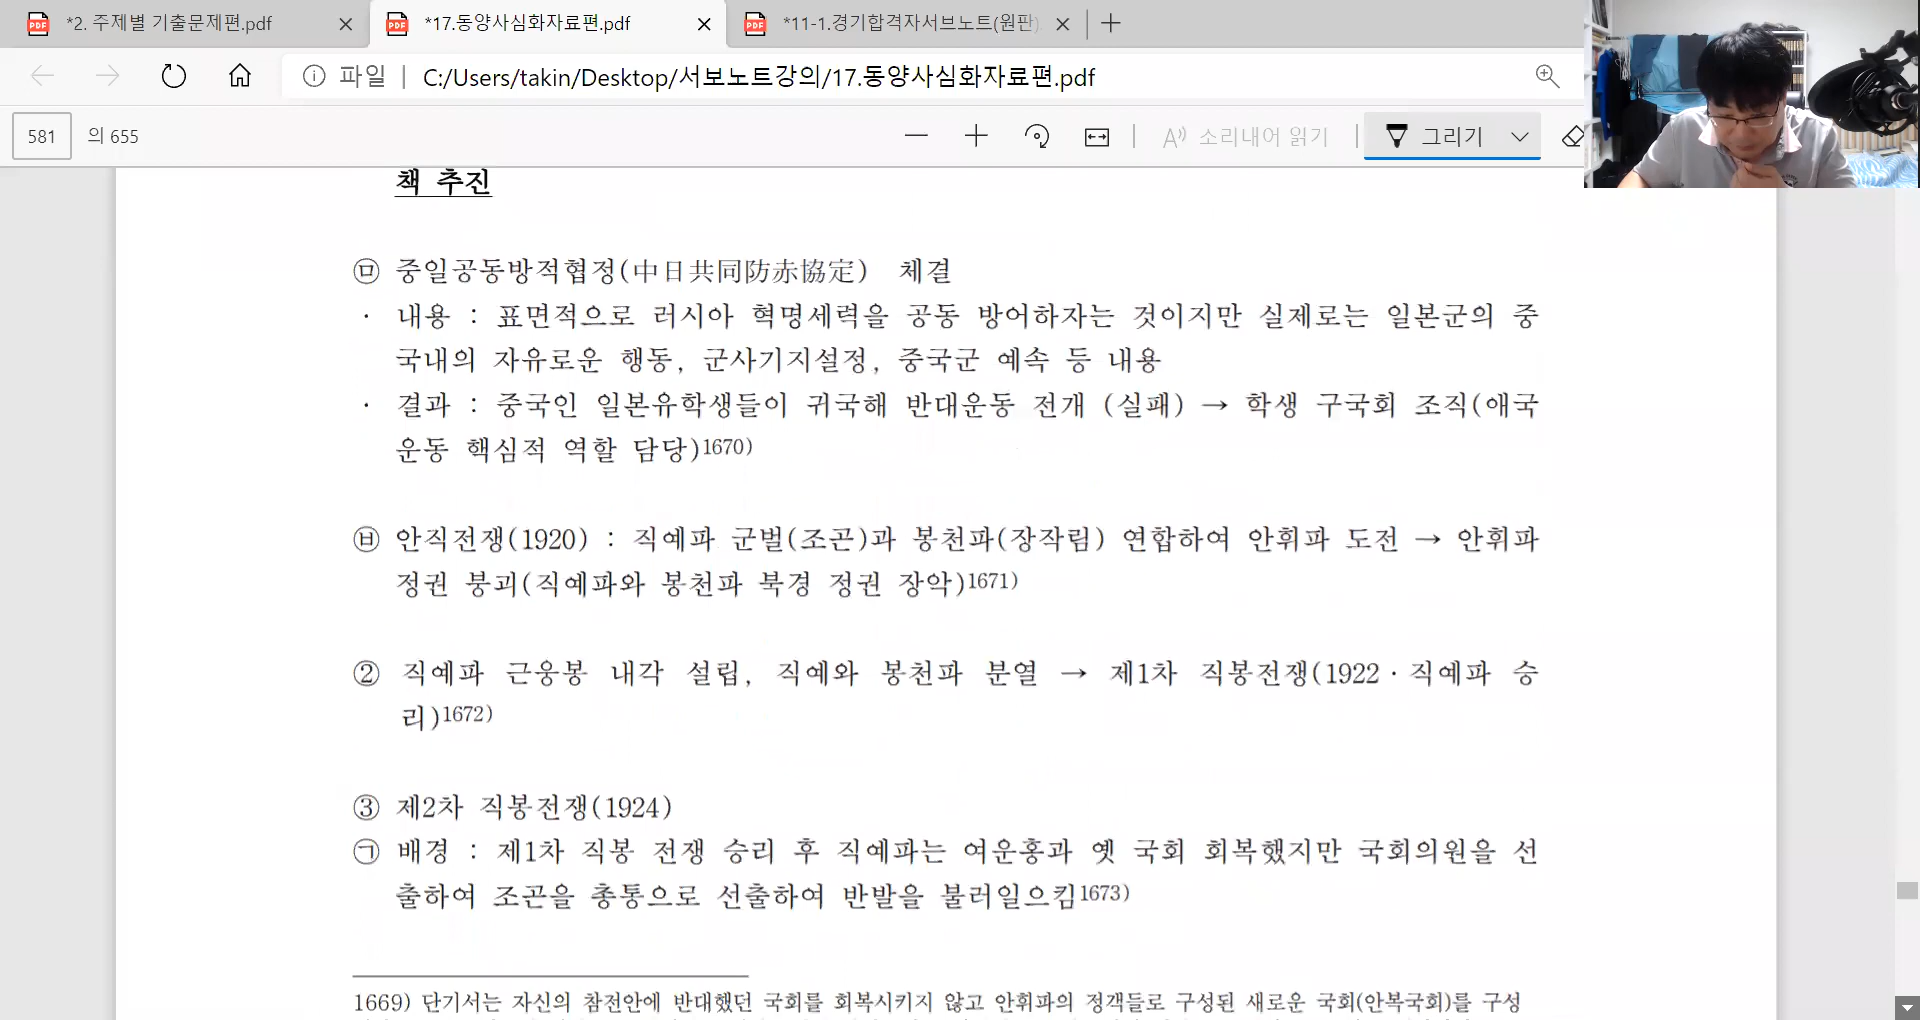 *2. 주제별 기출문제편.pdf
*17.동양사심화자료편.pdf
*11-1.경기합격자서브노트(원판)
파일 | C:/Users/takin/Desktop/서보노트강의/17.동양사심화자료편.pdf
581 의 655
소리내어 읽기
그리기
책 추진
㉤ 중일공동방적협정(中日共同防赤協定) 체결
· 내용 : 표면적으로 러시아 혁명세력을 공동 방어하자는 것이지만 실제로는 일본군의 중
국내의 자유로운 행동, 군사기지설정, 중국군 예속 등 내용
· 결과 : 중국인 일본유학생들이 귀국해 반대운동 전개 (실패) → 학생 구국회 조직(애국
운동 핵심적 역할 담당)1670)
㉥ 안직전쟁(1920) : 직예파 군벌(조곤)과 봉천파(장작림) 연합하여 안휘파 도전 → 안휘파
정권 붕괴(직예파와 봉천파 북경 정권 장악)1671)
② 직예파 근웅봉 내각 설립, 직예와 봉천파 분열 → 제1차 직봉전쟁(1922 · 직예파 승
리)1672)
③ 제2차 직봉전쟁(1924)
㉠ 배경 : 제1차 직봉 전쟁 승리 후 직예파는 여운홍과 옛 국회 회복했지만 국회의원을 선
출하여 조곤을 총통으로 선출하여 반발을 불러일으킴1673)
1669) 단기서는 자신의 참전안에 반대했던 국회를 회복시키지 않고 안휘파의 정객들로 구성된 새로운 국회(안복국회)를 구성